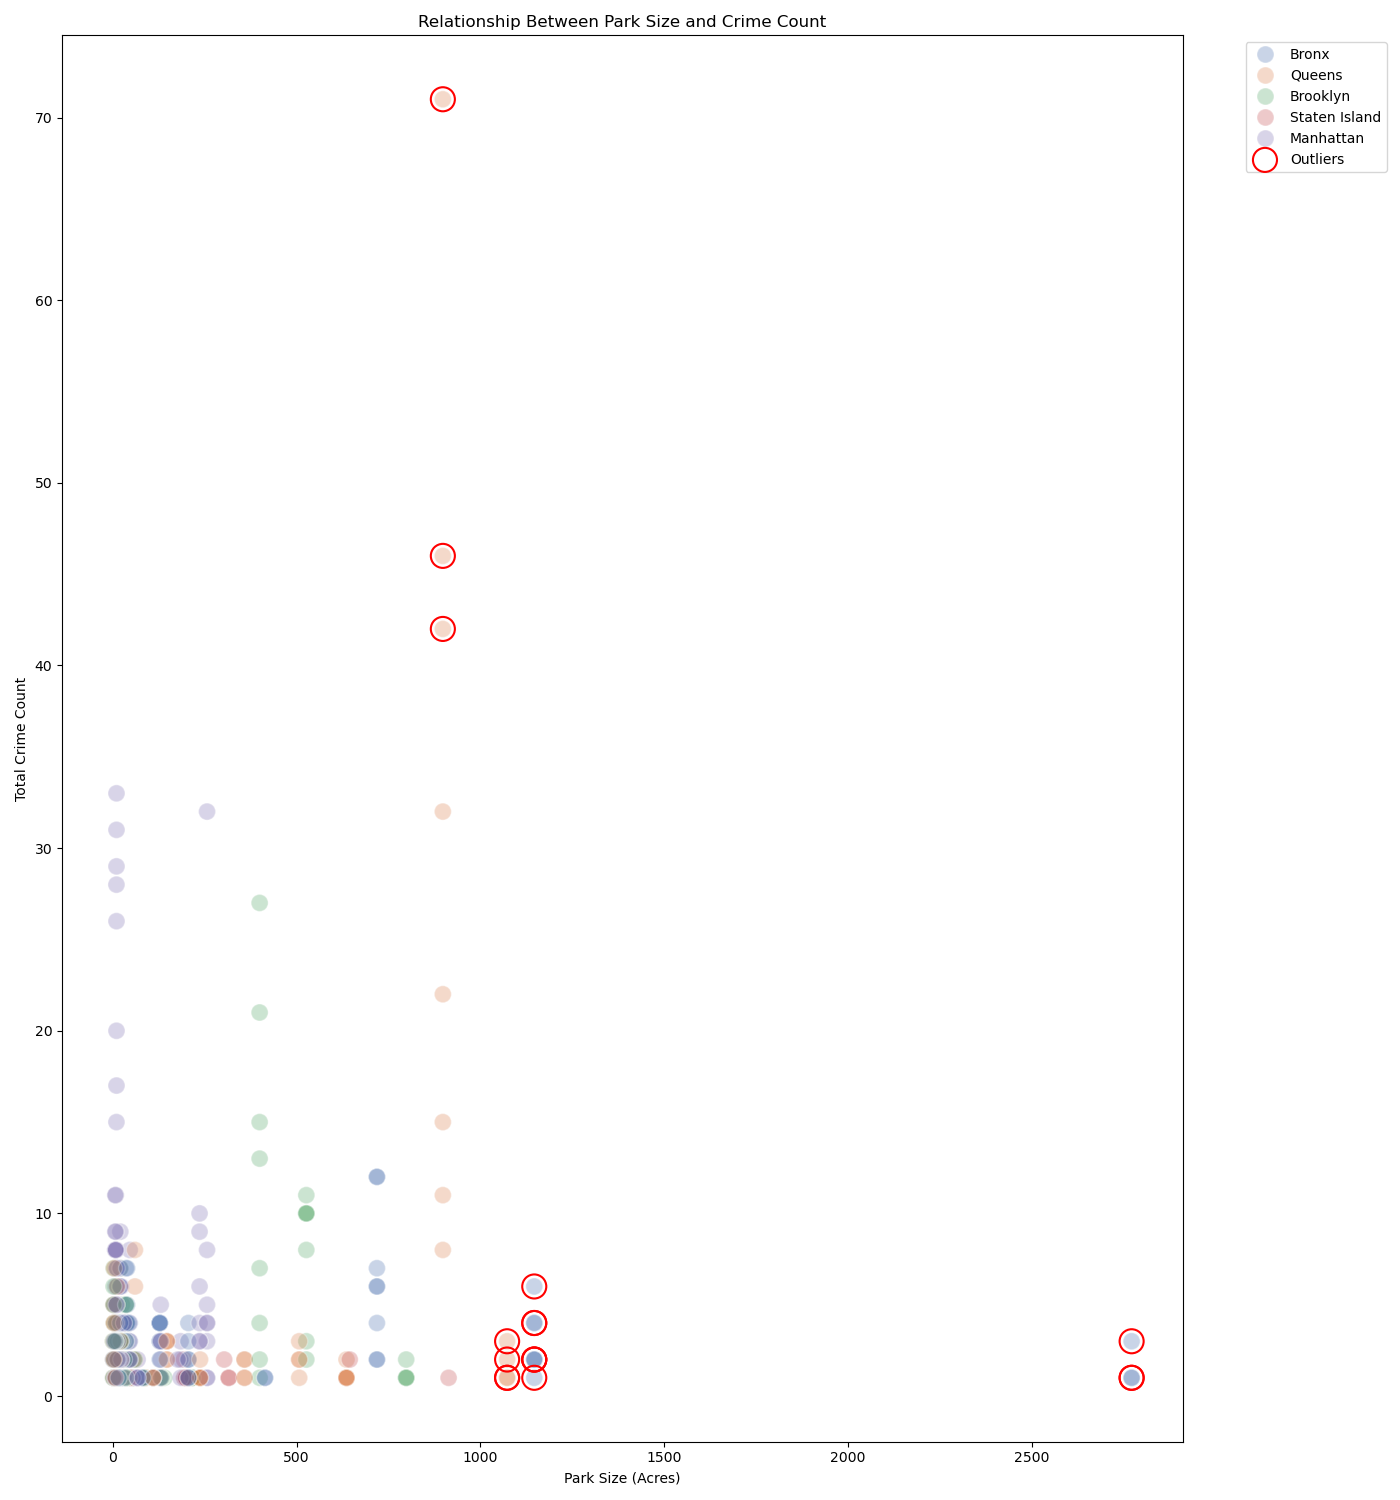 Relationship Between Park Size and Crime Count
Bronx
Queens
Brooklyn
Staten Island
Manhattan
Outliers
Total Crime Count
70
60
50
40
30
20
10
0
0
500
1000
1500
2000
2500
Park Size (Acres)